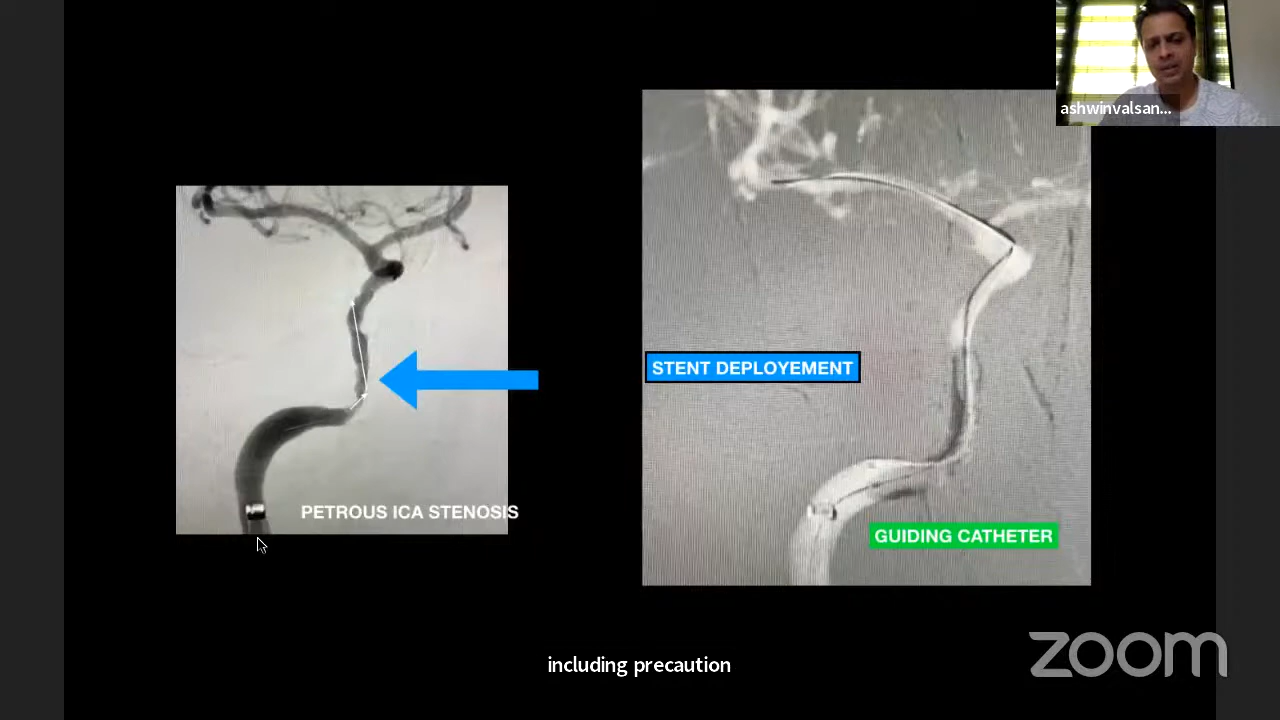 ashwinvalsan...
STENT DEPLOYEMENT
PETROUS ICA STENOSIS
GUIDING CATHETER
including precaution
zoom